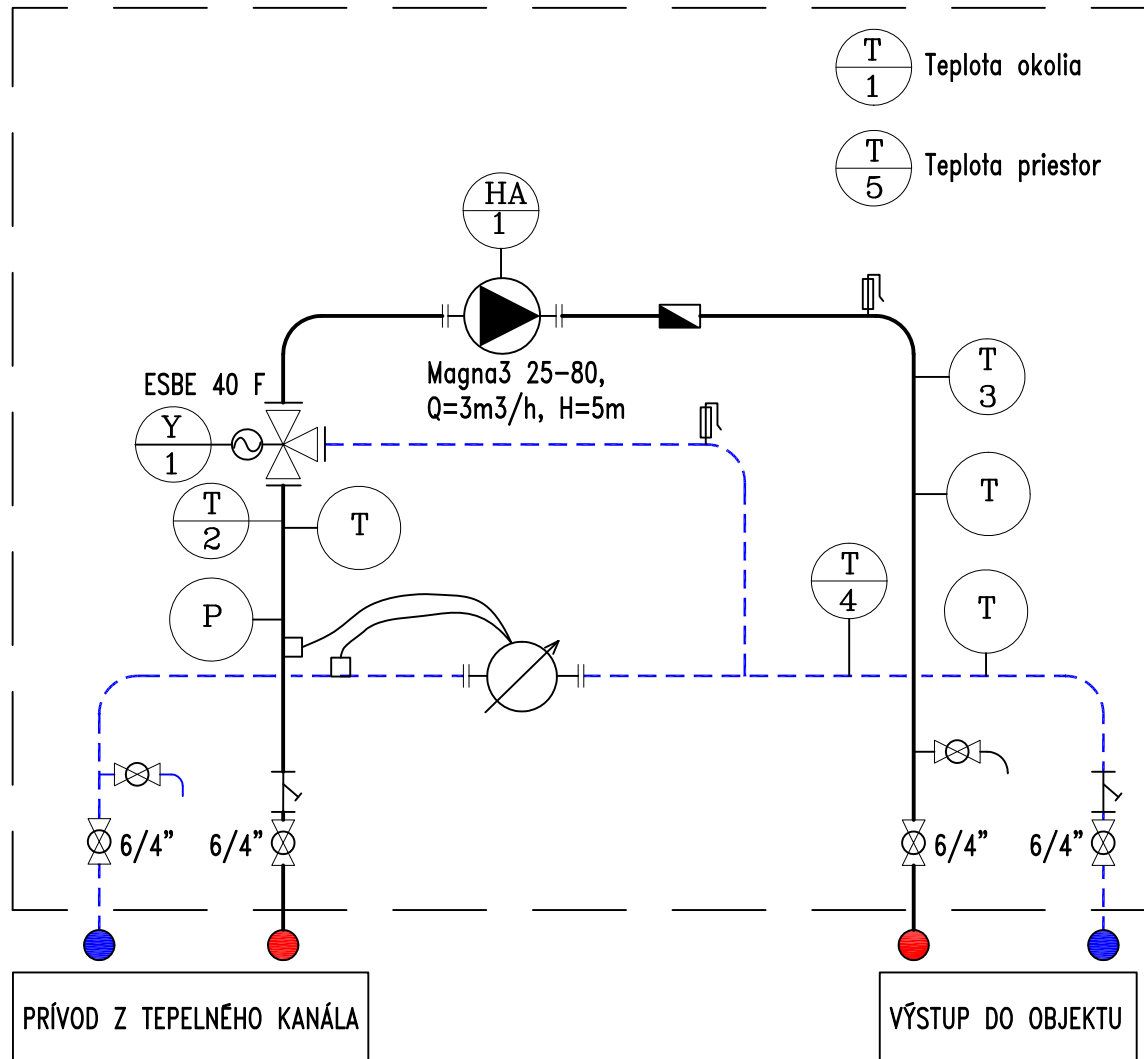 T
1
Teplota okolia
T
5
Teplota priestor
HA
1
Magna3 25-80,
Q=3m3/h, H=5m
ESBE 40 F
Y
1
T
3
T
2
T
T
T
4
T
P
6/4"
6/4"
6/4"
6/4"
PRÍVOD Z TEPELNÉHO KANÁLA
VÝSTUP DO OBJEKTU